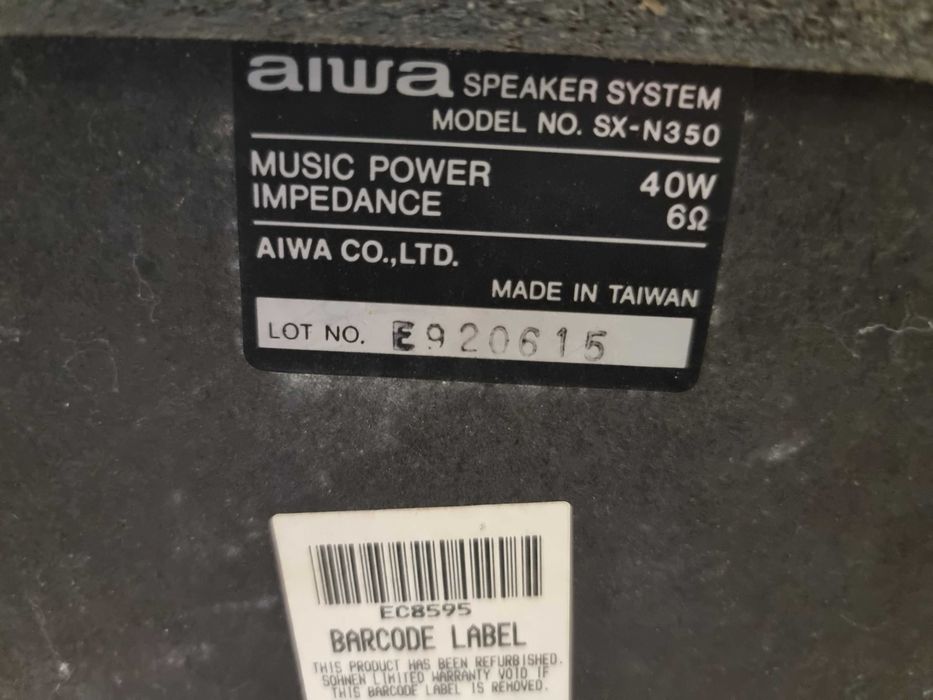 aiwa SPEAKER SYSTEM
MODEL NO. SX-N350
MUSIC POWER 40W
IMPEDANCE 6Ω
AIWA CO.,LTD.
MADE IN TAIWAN
LOT NO. E920615
EC8595
BARCODE LABEL
THIS PRODUCT HAS BEEN REFURBISHED.
SOHNEN LIMITED WARRANTY VOID IF
THIS BARCODE LABEL IS REMOVED.